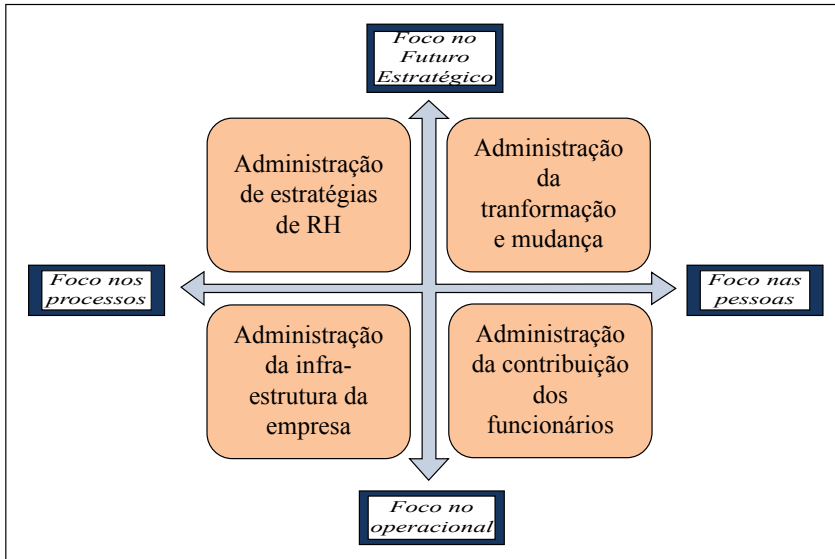 Foco no
Futuro
Estratégico
Administração
de estratégias
de RH
Administração
da
tranformação
e mudança
Foco nos
processos
Foco nas
pessoas
Administração
da infra-
estrutura da
empresa
Administração
da contribuição
dos
funcionários
Foco no
operacional